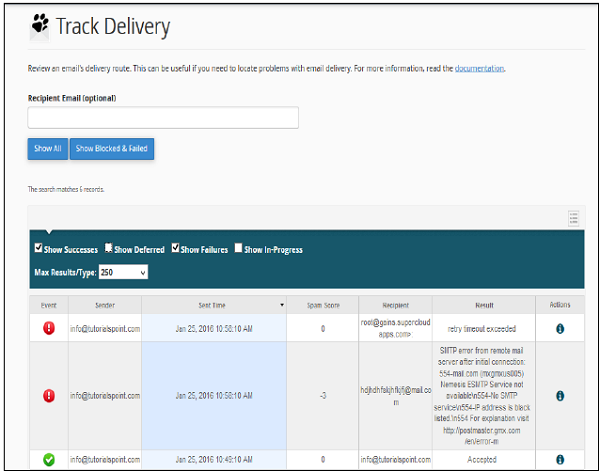 Track Delivery
Review an email's delivery route. This can be useful if you need to locate problems with email delivery. For more information, read the documentation.
Recipient Email (optional)
Show All Show Blocked & Failed
The search matches 6 records.
Show Successes Show Deferred Show Failures Show In-Progress
Max Results/Type: 250
Event Sender Sent Time Spam Score Recipient Result Actions
info@tutorialspoint.com Jan 25, 2016 10:58:10 AM 0 root@gains.supercloud
apps.com> retry timeout exceeded
info@tutorialspoint.com Jan 25, 2016 10:58:10 AM -3
m
SMTP error from remote mail
server after initial connection:
554-mail.com (mxgmxus005)
Nemesis ESMTP Service not
available\n554-No SMTP
service\n554-IP address is black
listed.\n554 For explanation visit
http://postmaster.gmx.com
/en/error-m
info@tutorialspoint.com Jan 25, 2016 10:49:10 AM 0 info@tutorialspoint.com Accepted